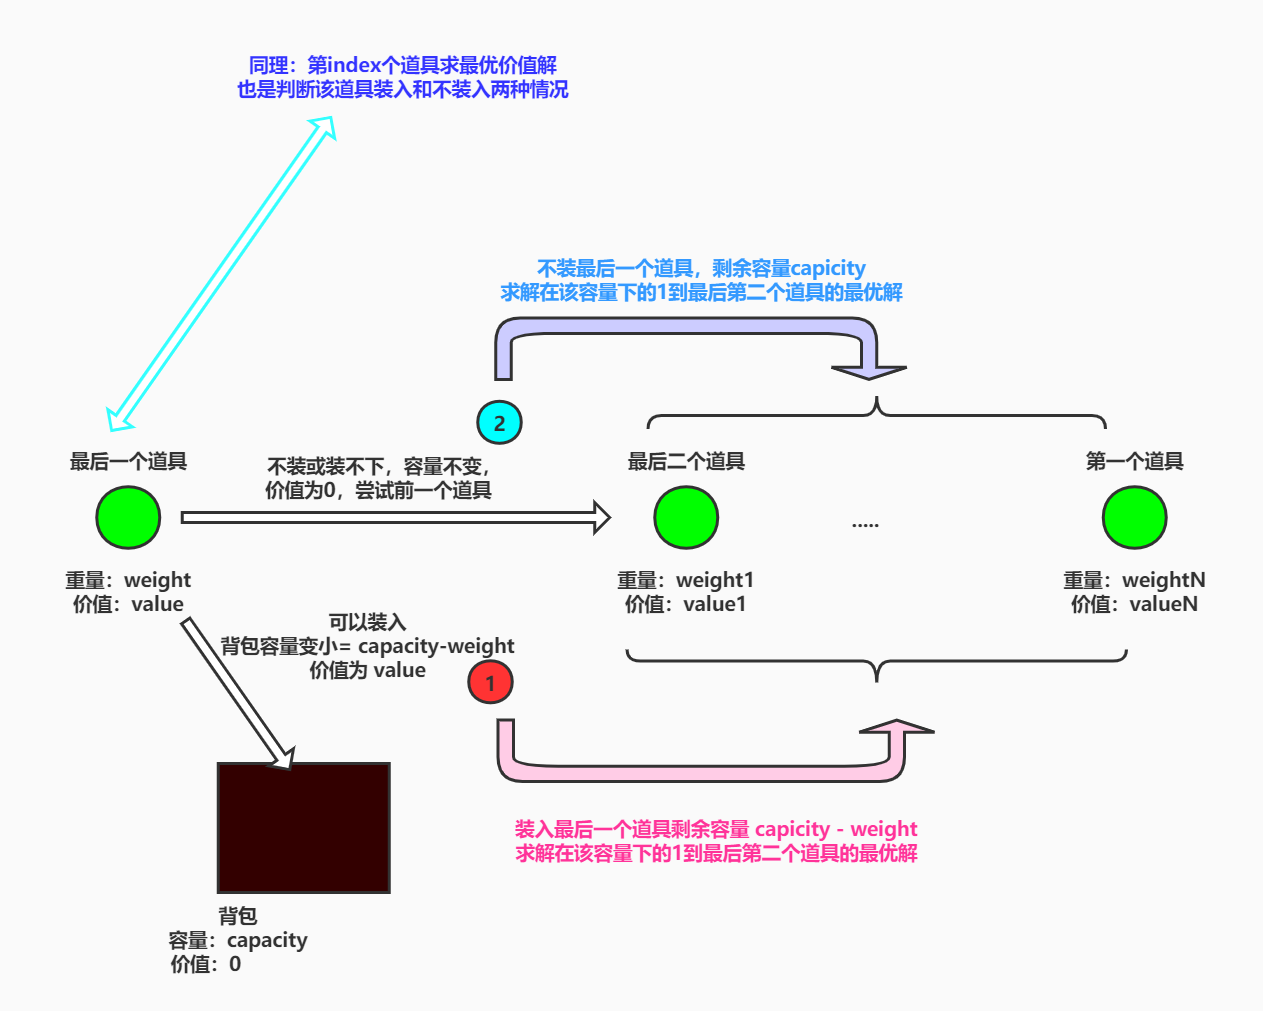 同理：第index个道具求最优价值解
也是判断该道具装入和不装入两种情况
不装最后一个道具，剩余容量capicity
求解在该容量下的1到最后第二个道具的最优解
2
最后一个道具
不装或装不下，容量不变，
价值为0，尝试前一个道具
最后二个道具
第一个道具
.....
重量：weight
价值：value
重量：weight1
价值：value1
重量：weightN
价值：valueN
可以装入
背包容量变小= capacity-weight
价值为 value
1
装入最后一个道具剩余容量 capicity - weight
求解在该容量下的1到最后第二个道具的最优解
背包
容量：capacity
价值：0